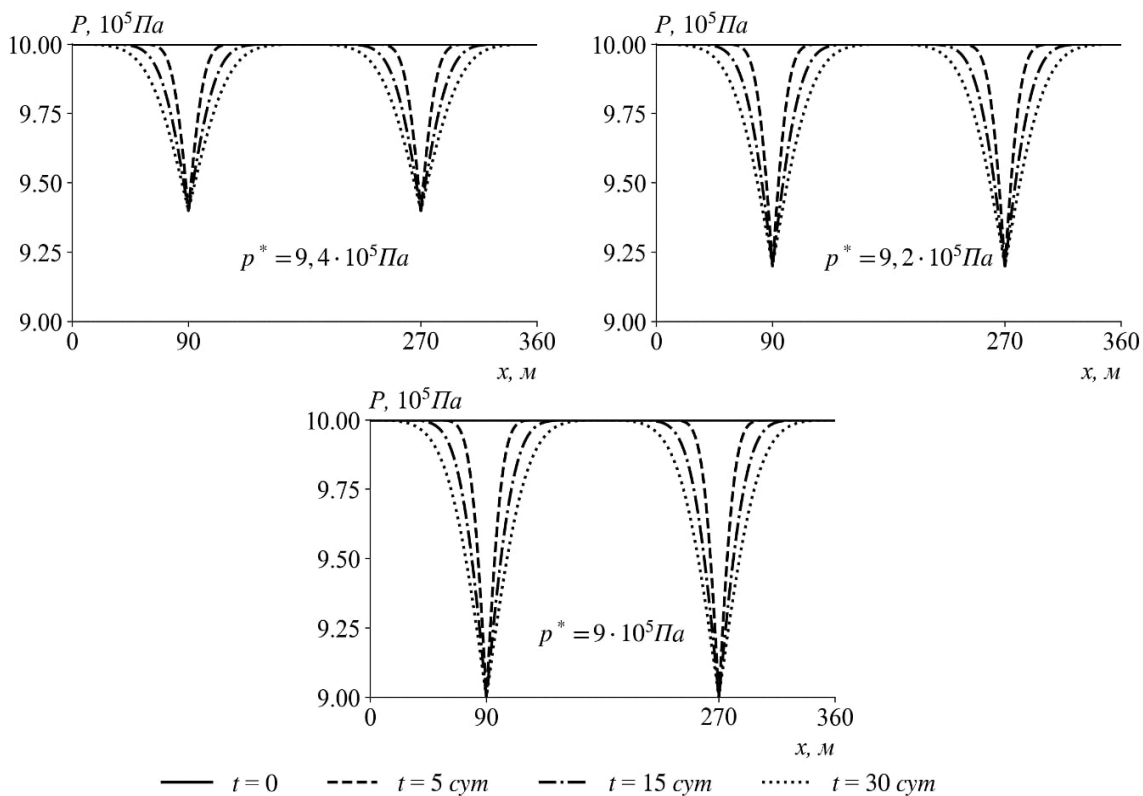 P, 10⁵Па
10.00
9.75
9.50
9.25
9.00
p* = 9,4 · 10⁵Па
0 90 270 360
x, м
P, 10⁵Па
10.00
9.75
9.50
9.25
9.00
p* = 9,2 · 10⁵Па
0 90 270 360
x, м
P, 10⁵Па
10.00
9.75
9.50
9.25
9.00
p* = 9 · 10⁵Па
0 90 270 360
x, м
t = 0 t = 5 сут t = 15 сут t = 30 сут